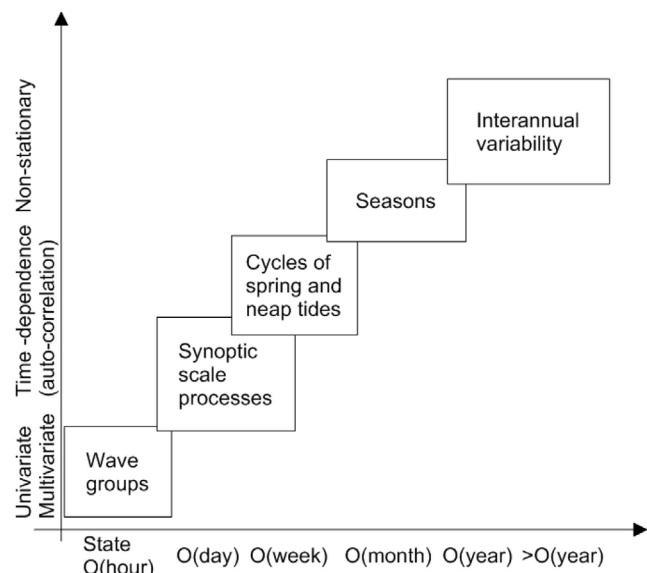 Non-stationary
Time -dependence
(auto-correlation)
Univariate
Multivariate
Interannual
variability
Seasons
Cycles of
spring and
neap tides
Synoptic
scale
processes
Wave
groups
State
O(hour)
O(day)
O(week)
O(month)
O(year)
>O(year)